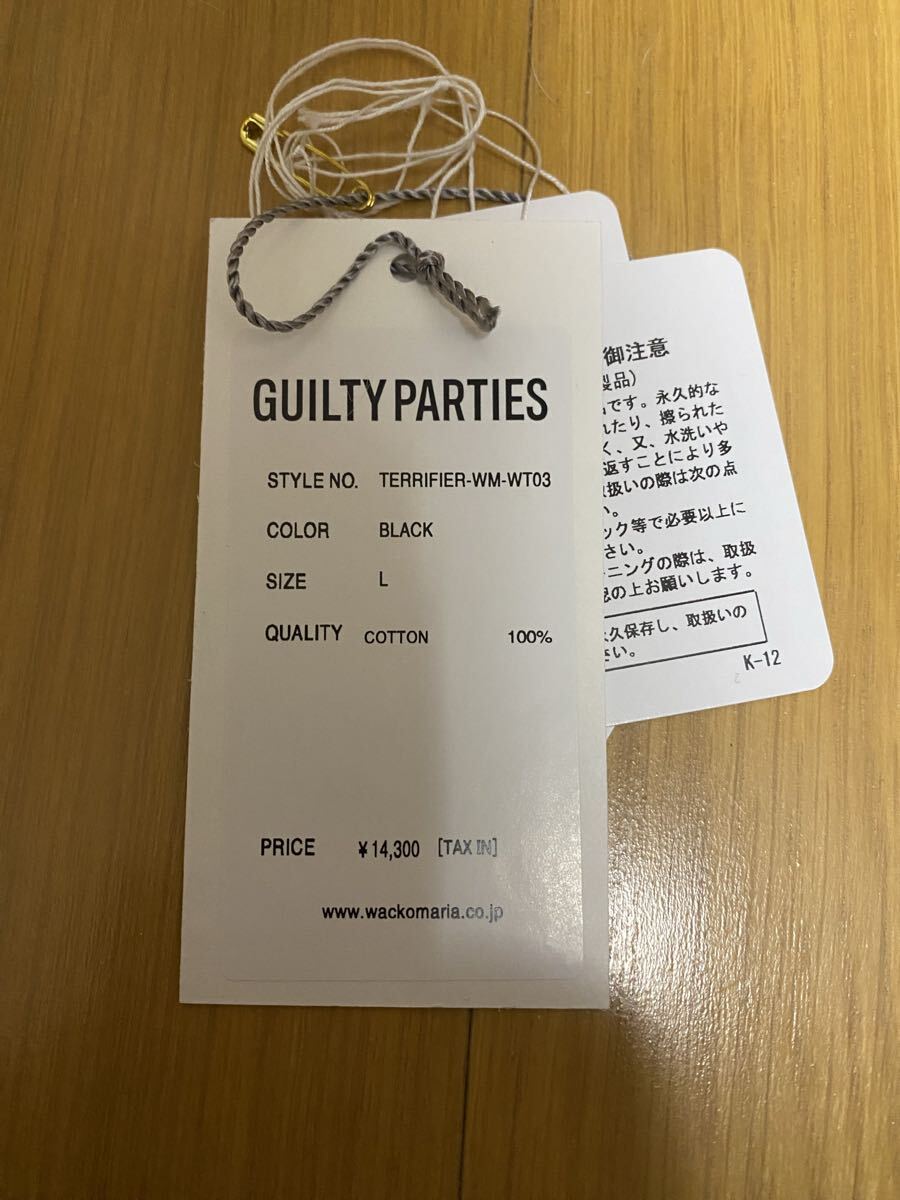 GUILTY PARTIES
STYLE NO. TERRIFIER-WM-WT03
COLOR BLACK
SIZE L
QUALITY COTTON 100%
PRICE ¥14,300 [TAX IN]
www.wackomaria.co.jp
御注意
製品)
です。永久的な
れたり、擦られた
く、又、水洗いや
返すことにより多
扱いの際は次の点
い。
ック等で必要以上に
さい。
ーニングの際は、取扱
の上お願いします。
久保存し、取扱いの
さい。
K-12